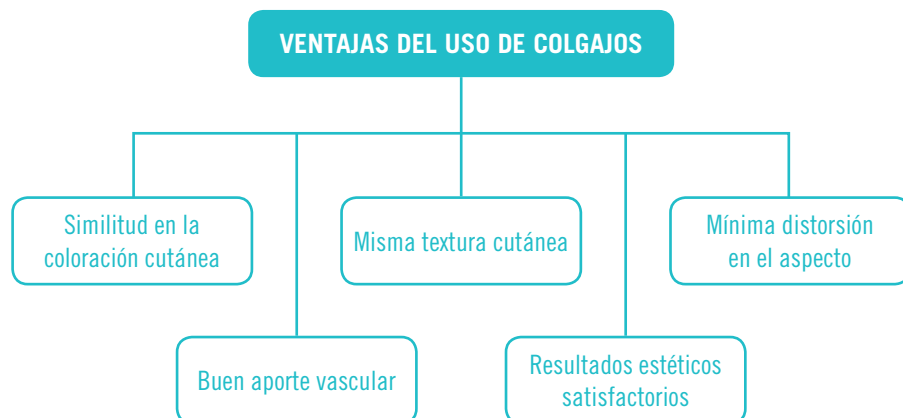 VENTAJAS DEL USO DE COLGAJOS
Similitud en la
coloración cutánea
Misma textura cutánea
Mínima distorsión
en el aspecto
Buen aporte vascular
Resultados estéticos
satisfactorios